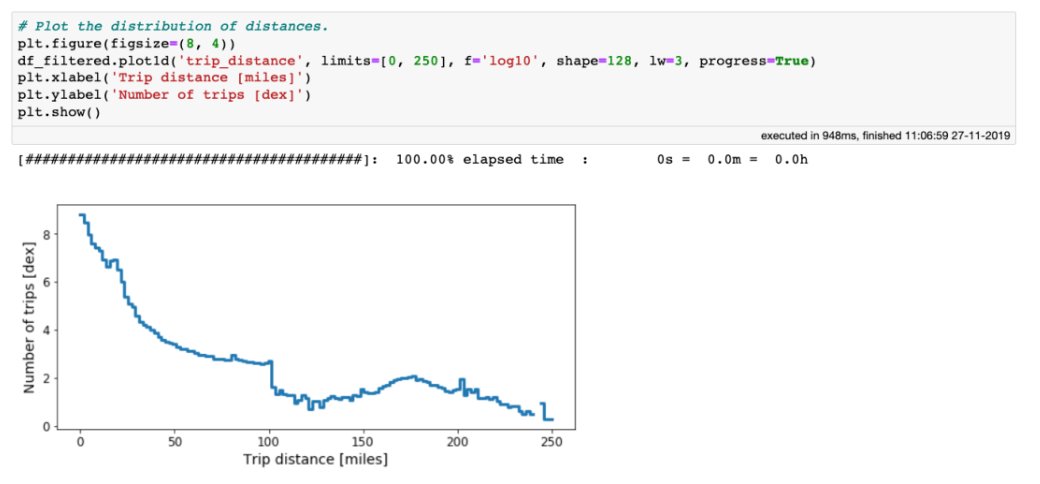 # Plot the distribution of distances.
plt.figure(figsize=(8, 4))
df_filtered.plot1d('trip_distance', limits=[0, 250], f='log10', shape=128, lw=3, progress=True)
plt.xlabel('Trip distance [miles]')
plt.ylabel('Number of trips [dex]')
plt.show()
executed in 948ms, finished 11:06:59 27-11-2019
[########################################]: 100.00% elapsed time : 0s = 0.0m = 0.0h
Number of trips [dex]
8
6
4
2
0
0 50 100 150 200 250
Trip distance [miles]